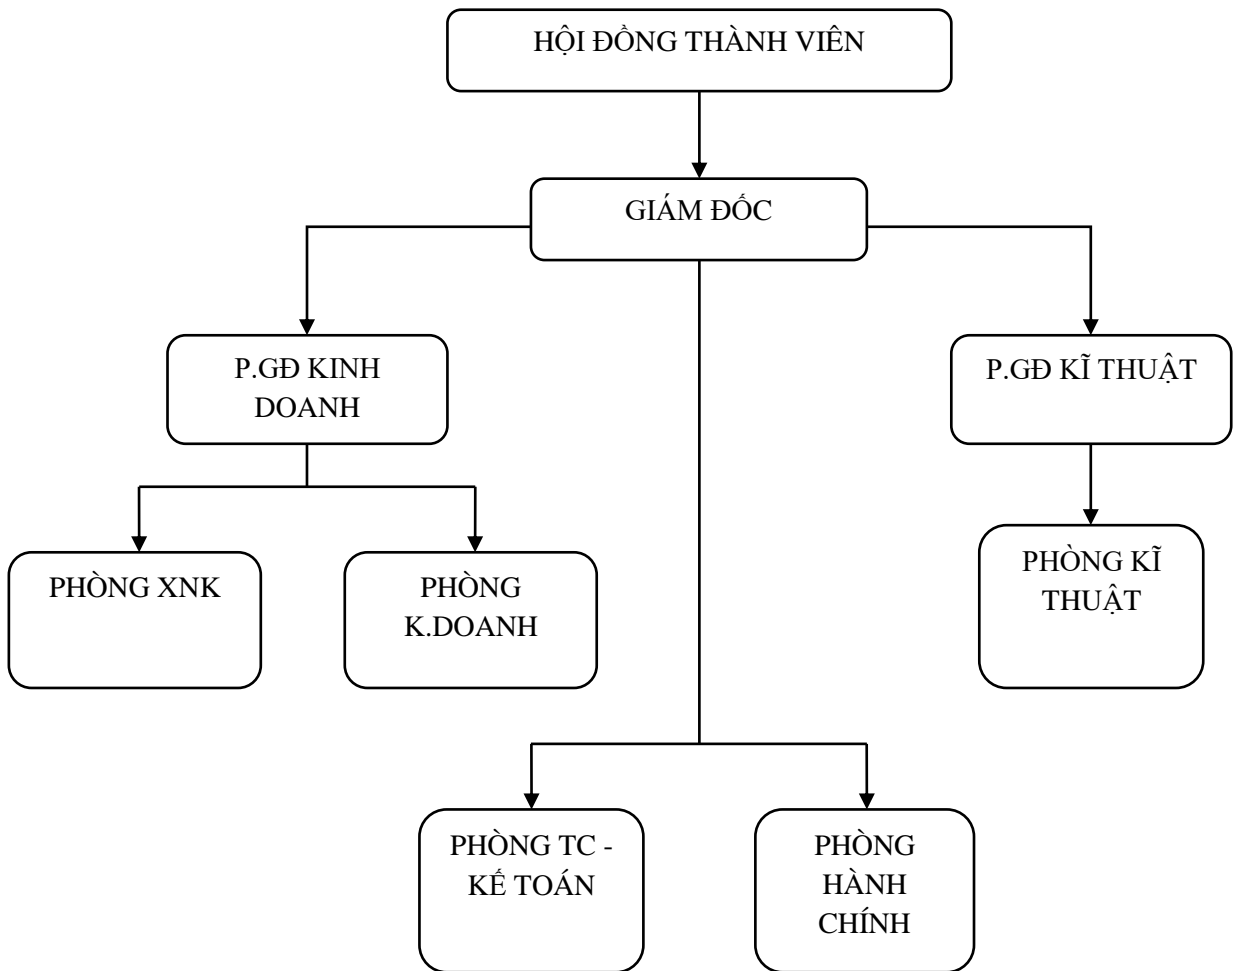 HỘI ĐỒNG THÀNH VIÊN
GIÁM ĐỐC
P.GĐ KINH
DOANH
P.GĐ KĨ THUẬT
PHÒNG XNK
PHÒNG
K.DOANH
PHÒNG KĨ
THUẬT
PHÒNG TC -
KẾ TOÁN
PHÒNG
HÀNH
CHÍNH